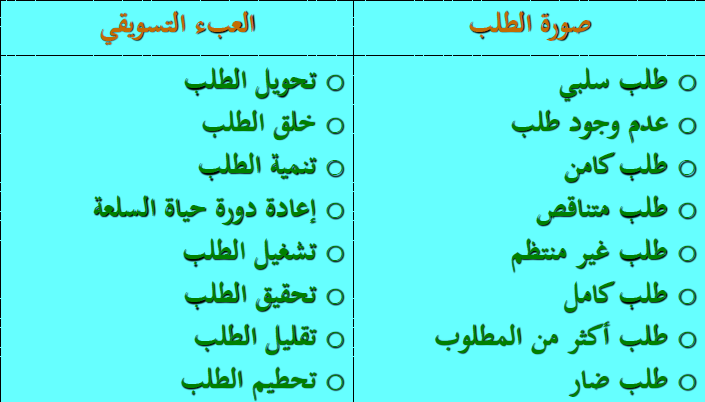 صورة الطلب العبء التسويقي
طلب سلبي تحويل الطلب
عدم وجود طلب خلق الطلب
طلب كامن تنمية الطلب
طلب متناقص إعادة دورة حياة السلعة
طلب غير منتظم تشغيل الطلب
طلب كامل تحقيق الطلب
طلب أكثر من المطلوب تقليل الطلب
طلب ضار تحطيم الطلب